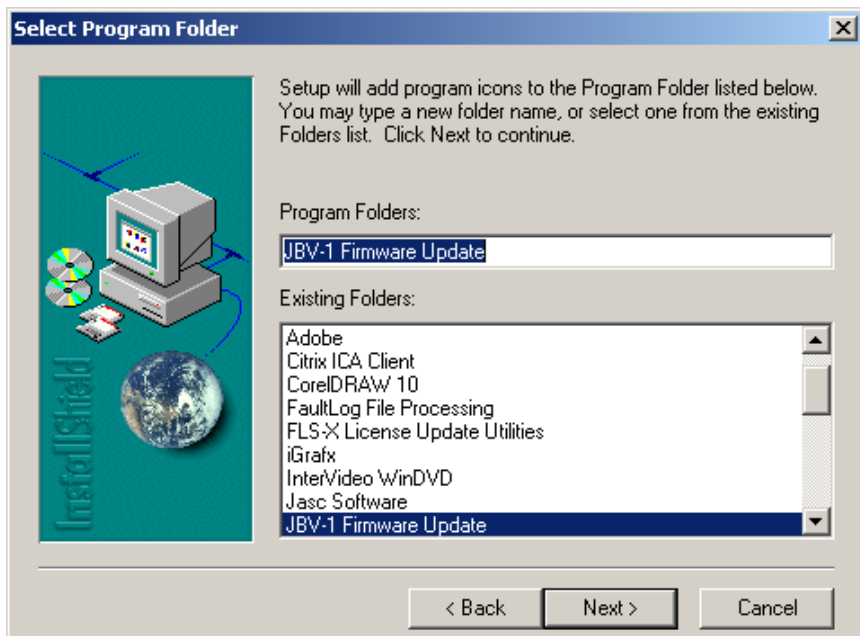 Select Program Folder
Setup will add program icons to the Program Folder listed below.
You may type a new folder name, or select one from the existing
Folders list.  Click Next to continue.
Program Folders:
JBV-1 Firmware Update
Existing Folders:
Adobe
Citrix ICA Client
CorelDRAW 10
FaultLog File Processing
FLS-X License Update Utilities
iGrafx
InterVideo WinDVD
Jasc Software
JBV-1 Firmware Update
InstallShield
< Back
Next >
Cancel